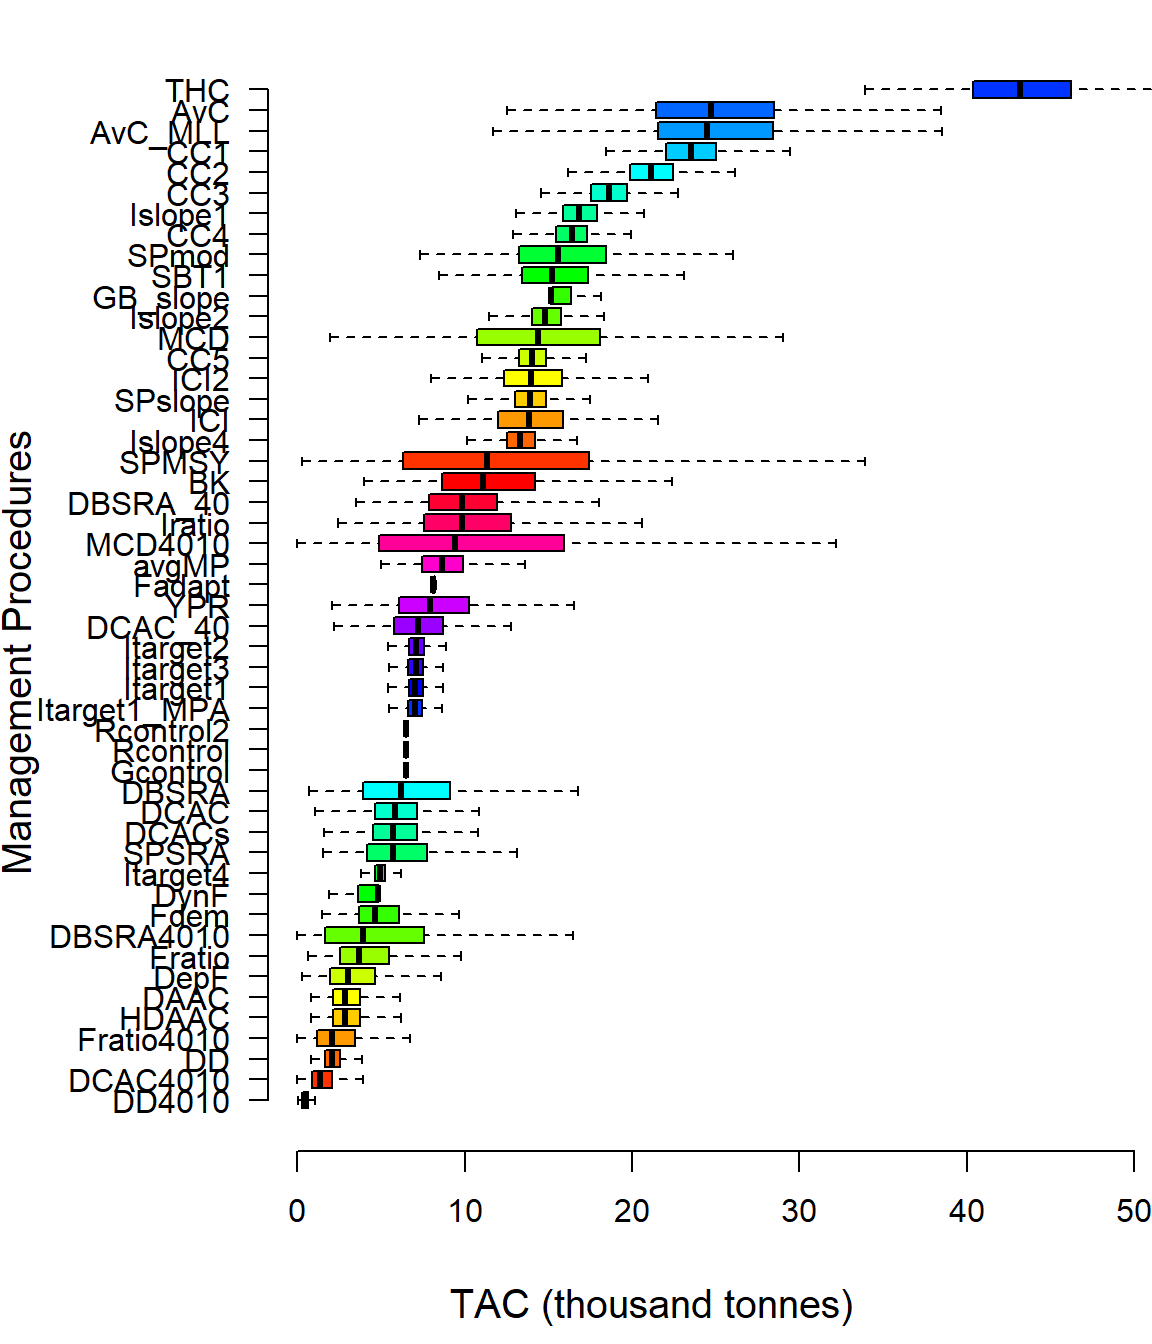 THC
AvC
AvC_MLL
CC1
CC2
CC3
Islope1
CC4
SPmod
SBT1
GB_slope
Islope2
MCD
CC5
ICI2
SPslope
ICI
Islope4
SPMSY
BK
DBSRA_40
Iratio
MCD4010
avgMP
Fadapt
YPR
DCAC_40
Itarget2
Itarget3
Itarget1
Itarget1_MPA
Rcontrol2
Rcontrol
Gcontrol
DBSRA
DCAC
DCACs
SPSRA
Itarget4
DynF
Fdem
DBSRA4010
Fratio
DepF
DAAC
HDAAC
Fratio4010
DD
DCAC4010
DD4010
Management Procedures
0 10 20 30 40 50
TAC (thousand tonnes)